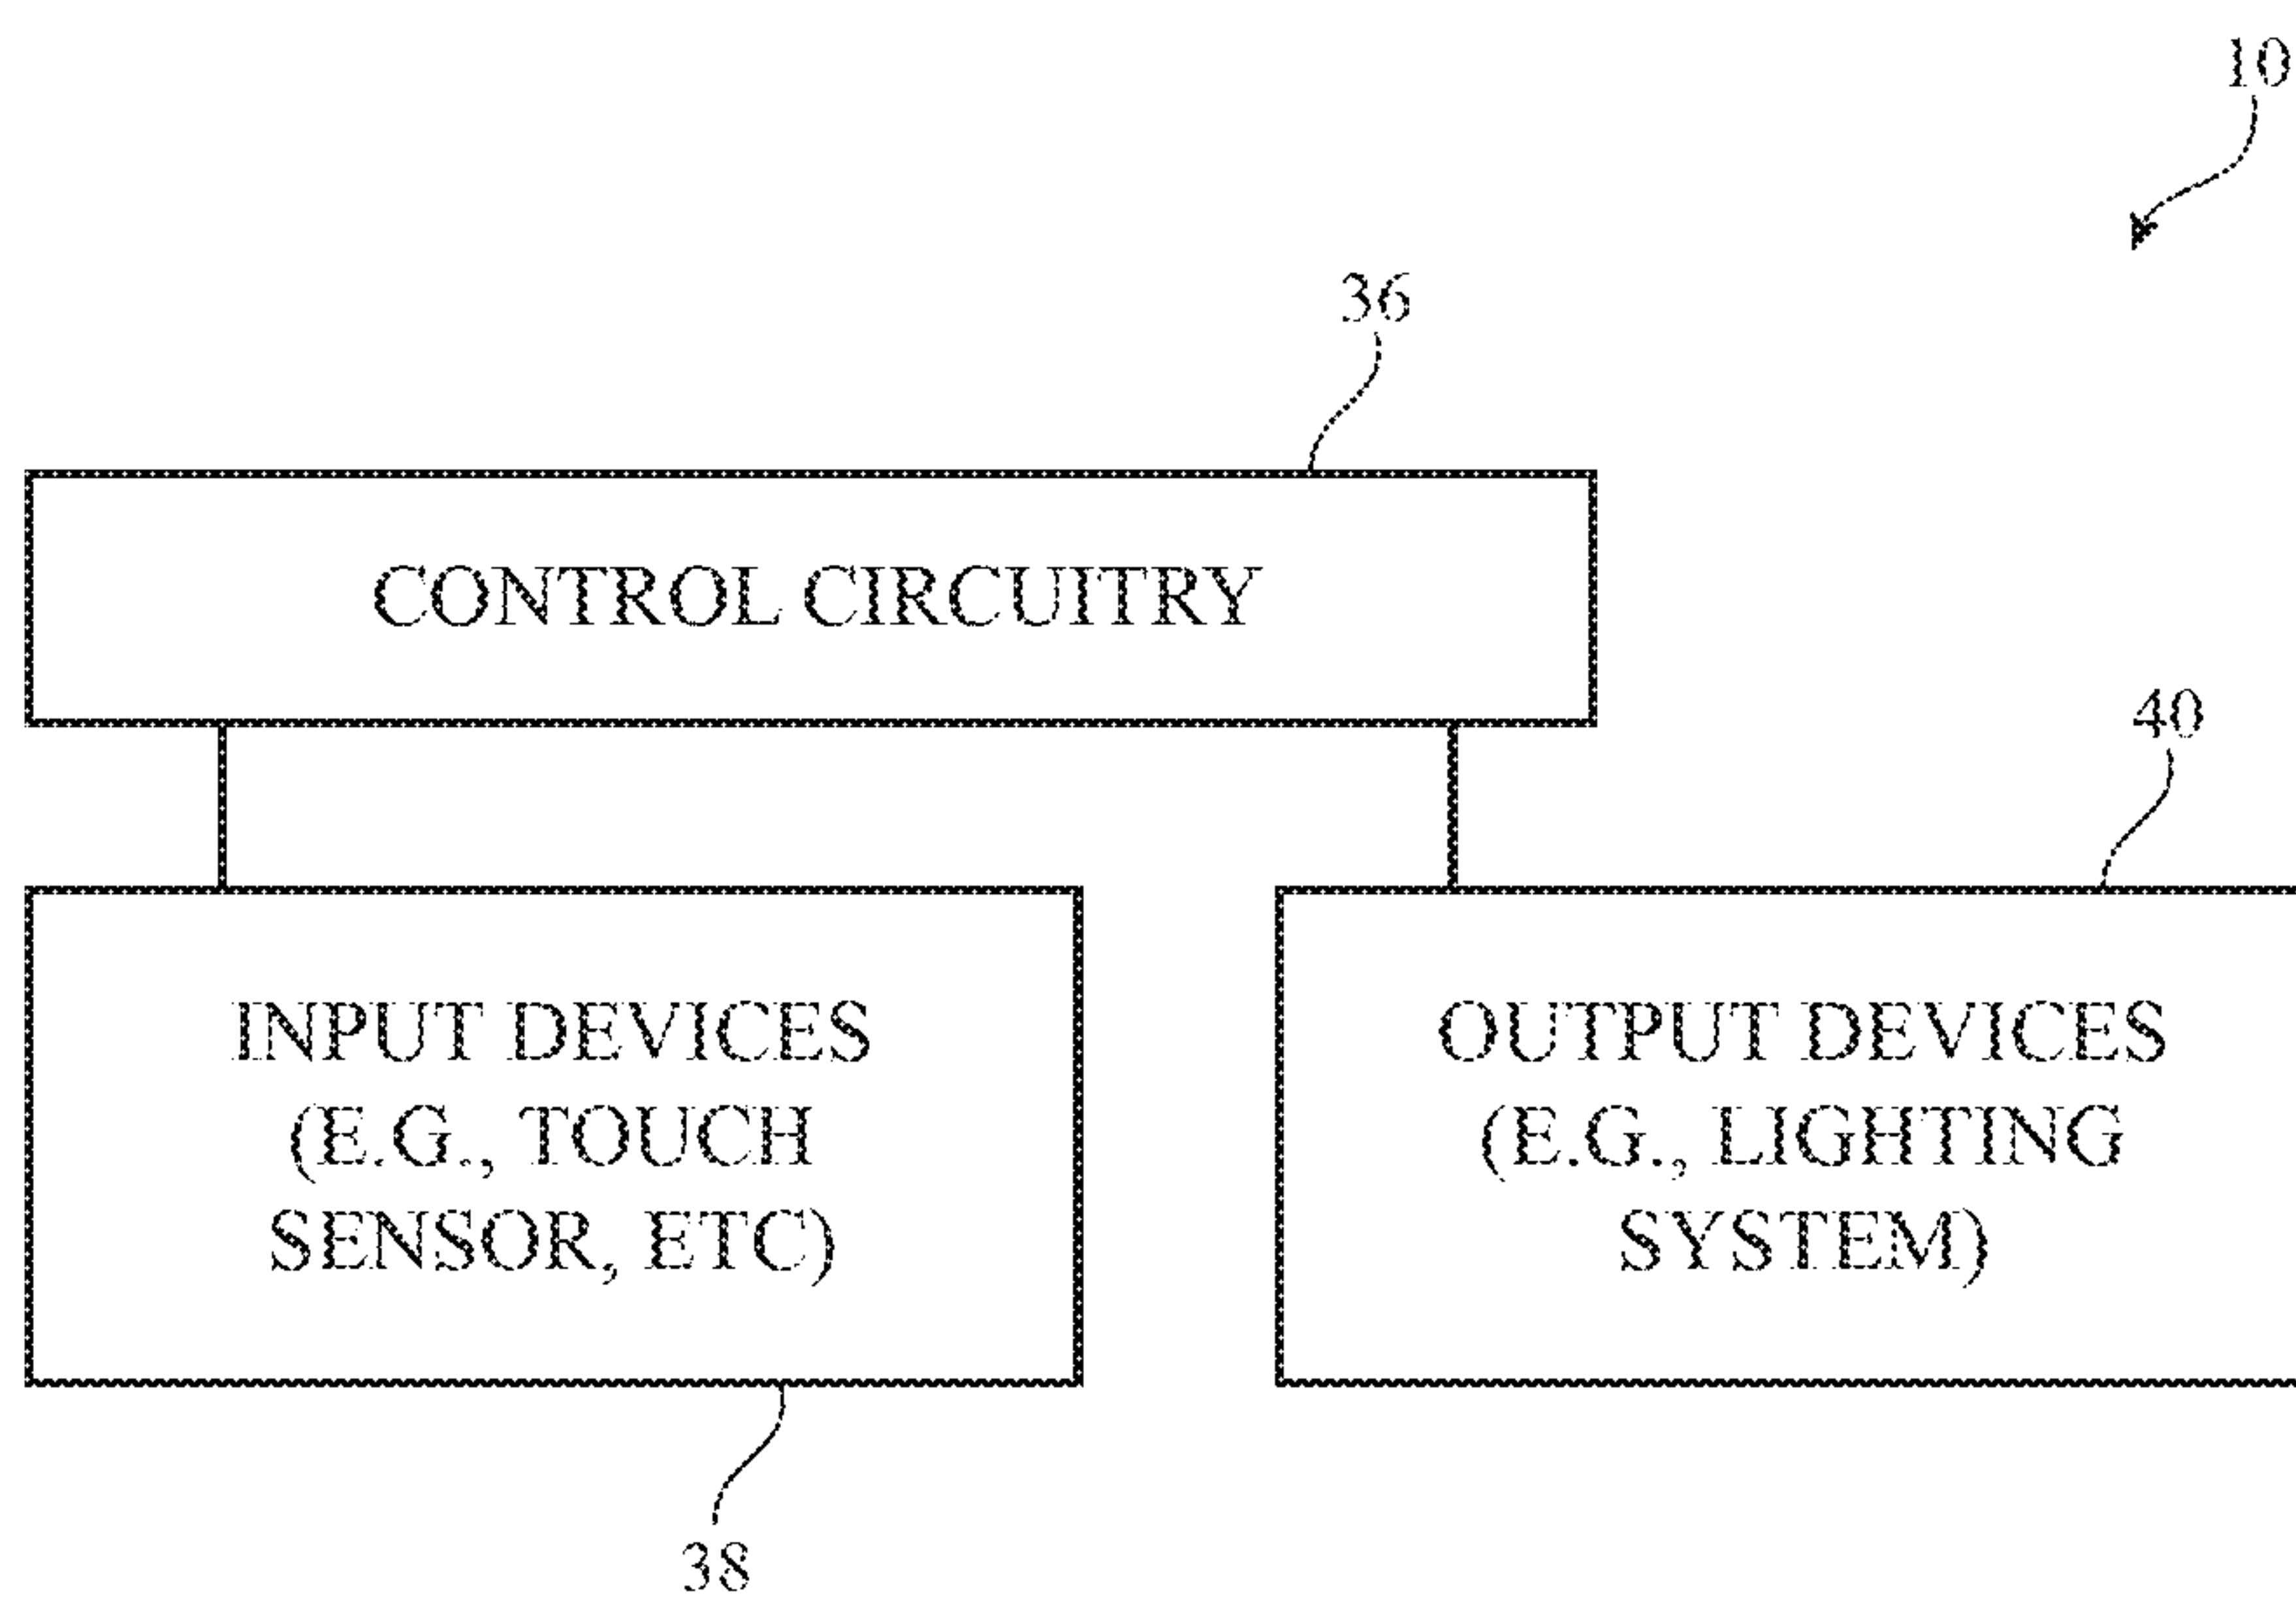 10
36
CONTROL CIRCUITRY
40
INPUT DEVICES
(E.G., TOUCH
SENSOR, ETC)
OUTPUT DEVICES
(E.G., LIGHTING
SYSTEM)
38